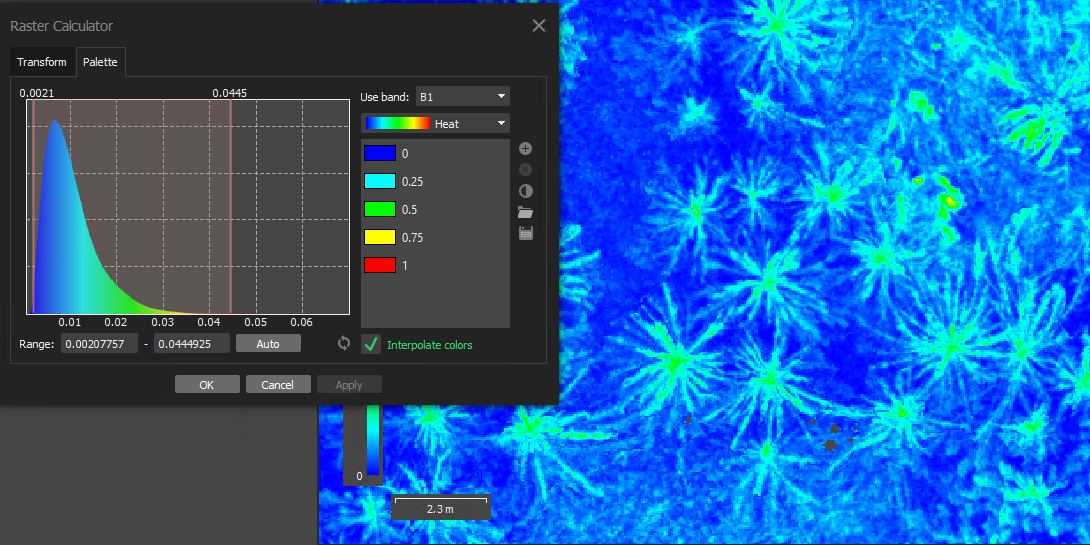 Raster Calculator
Transform Palette
0.0021 0.0445
0.01 0.02 0.03 0.04 0.05 0.06
Use band: B1
Heat
0
0.25
0.5
0.75
1
Range: 0.00207757 - 0.0444925 Auto
Interpolate colors
OK Cancel Apply
0
2.3 m